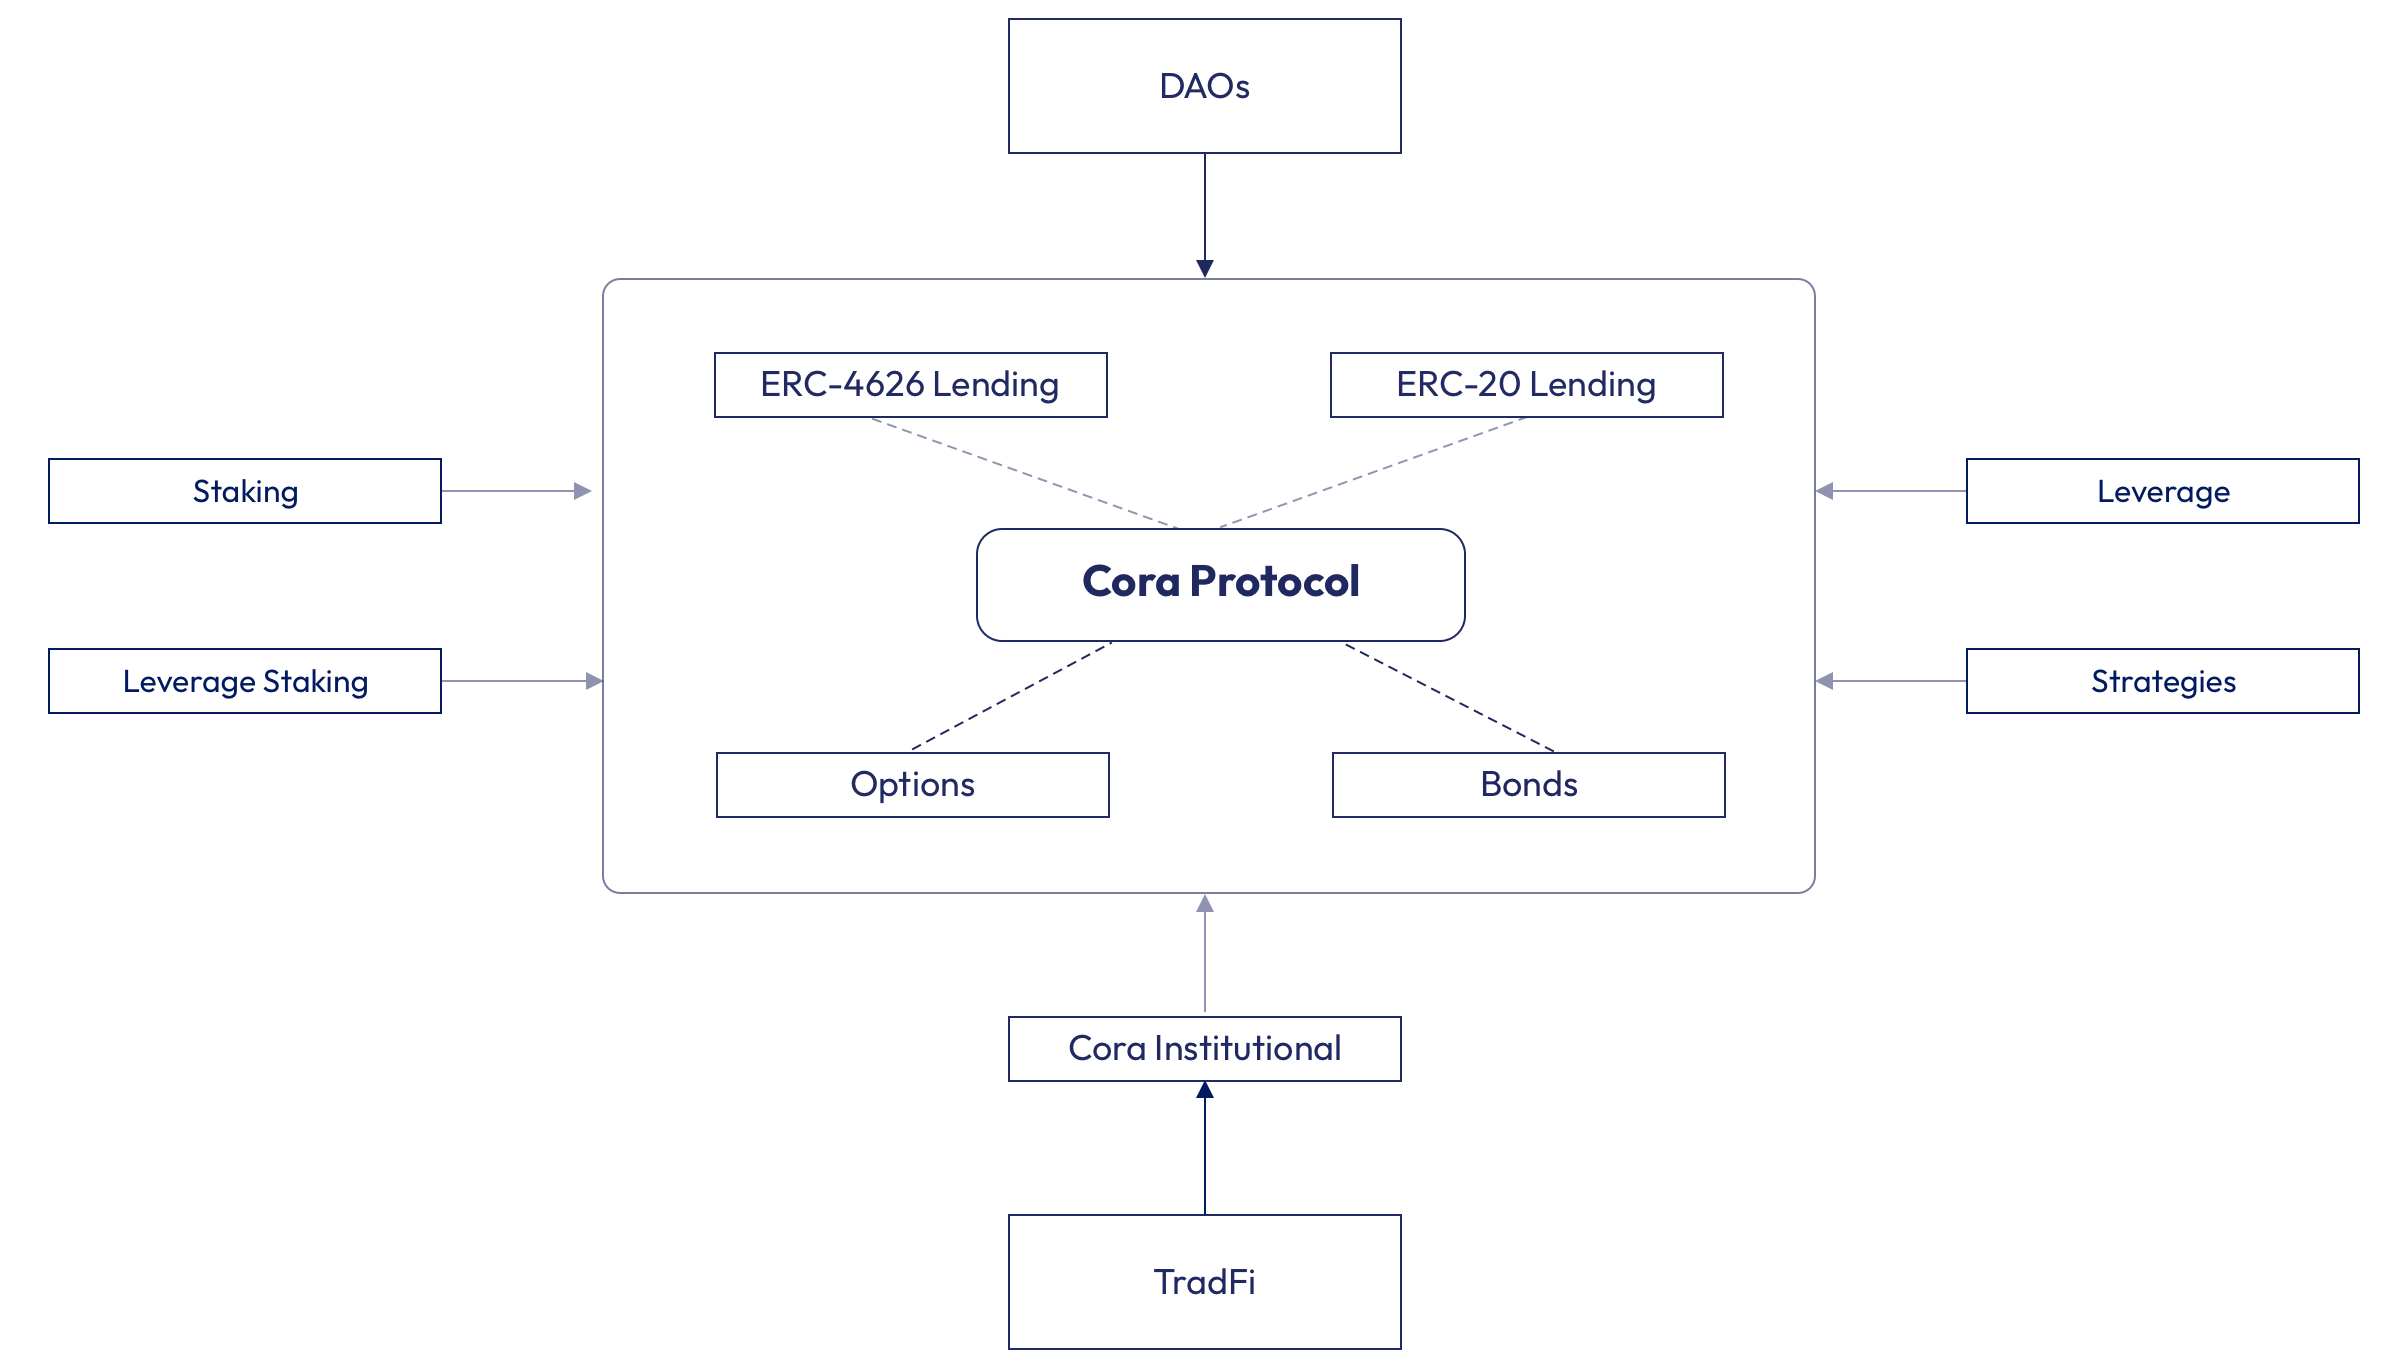 DAOs
ERC-4626 Lending
ERC-20 Lending
Staking
Leverage
Cora Protocol
Leverage Staking
Strategies
Options
Bonds
Cora Institutional
TradFi